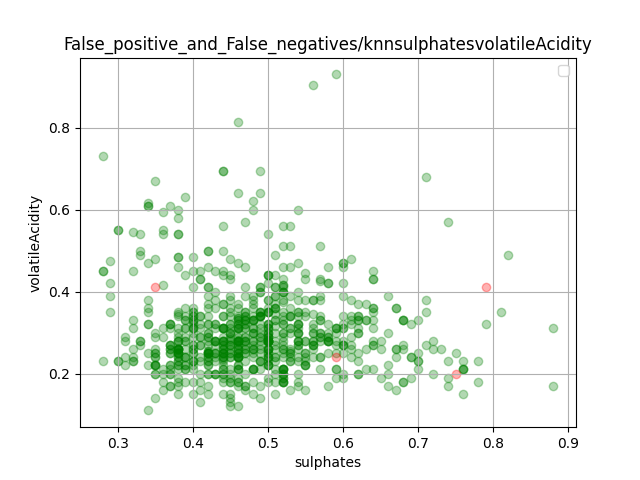 False_positive_and_False_negatives/knnsulphatesvolatileAcidity
volatileAcidity
0.8
0.6
0.4
0.2
0.3 0.4 0.5 0.6 0.7 0.8 0.9
sulphates